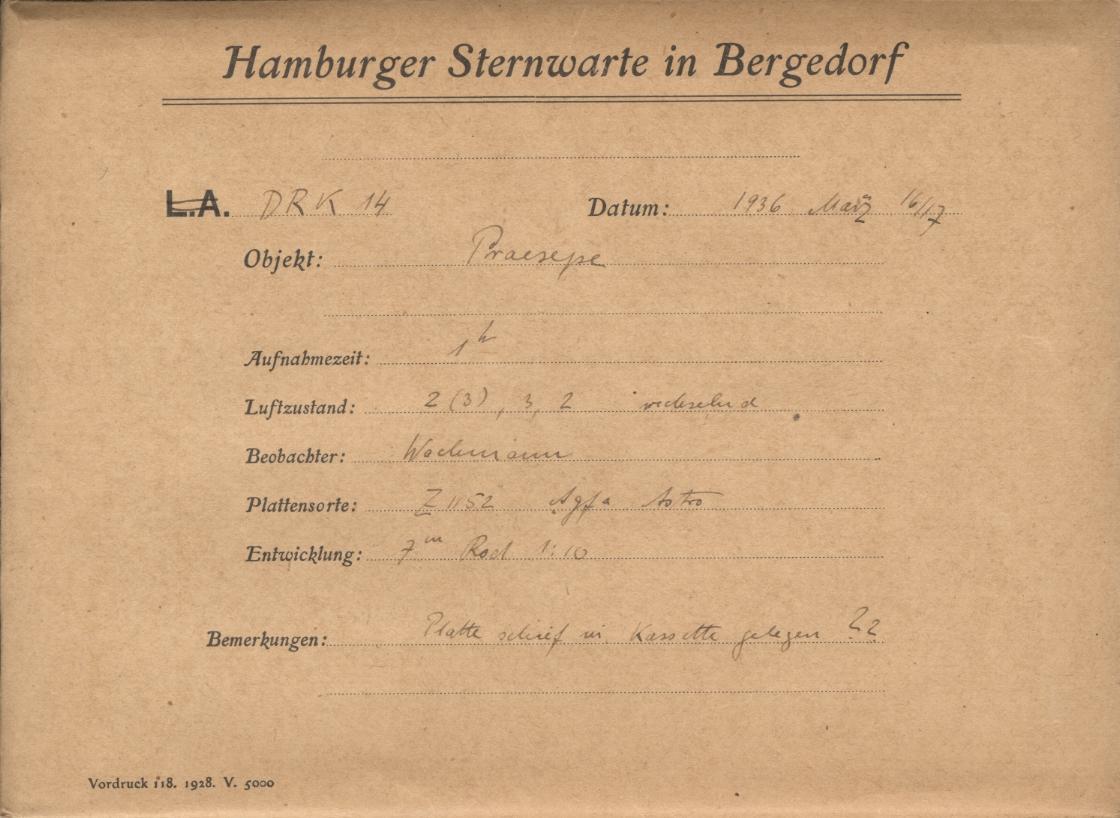 Hamburger Sternwarte in Bergedorf
L.A. DRK 14 Datum: 1936 März 16/17
Objekt: Praesepe
Aufnahmezeit: 1h
Luftzustand: 2 (3), 3, 2 wechselnd
Beobachter: Wachmann
Plattensorte: Z 1152 Agfa Astro
Entwicklung: 7m Rod 1:10
Bemerkungen: Platte schief in Kassette gelegen ??
Vordruck 118. 1928. V. 5000